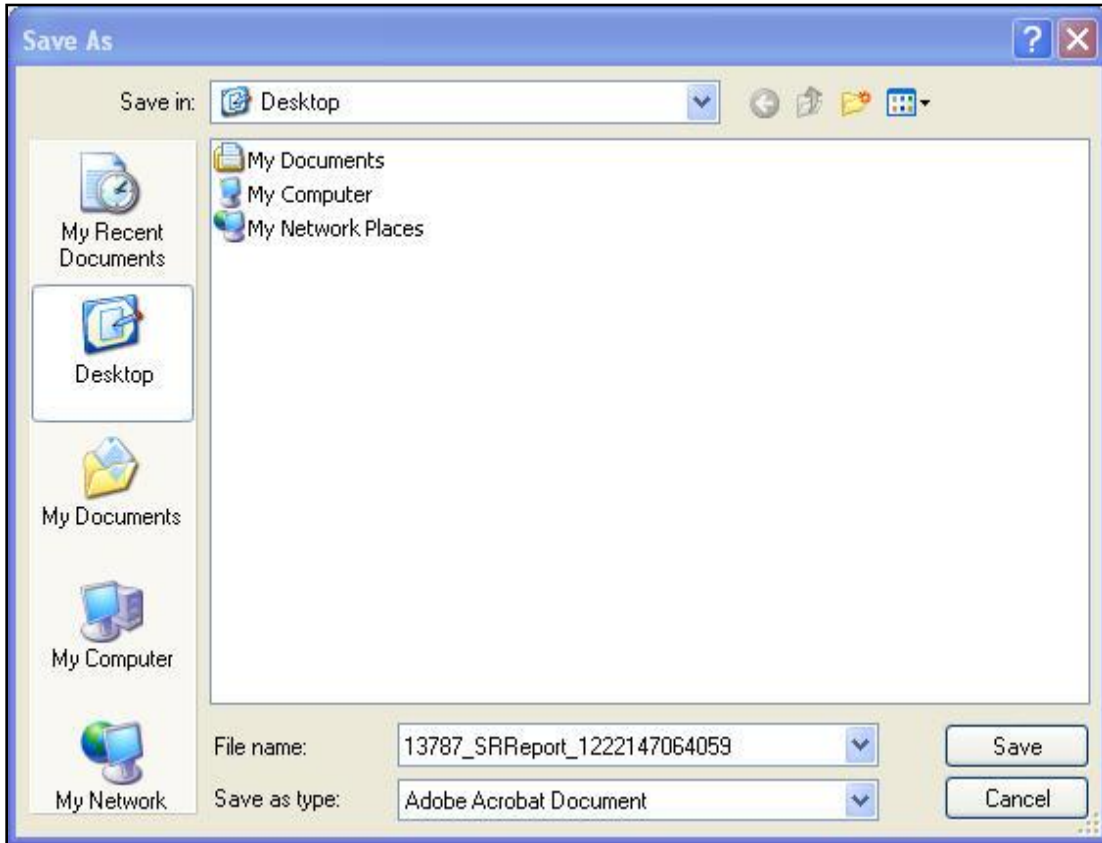 Save As
Save in:
Desktop
My Recent
Documents
Desktop
My Documents
My Computer
My Network
My Documents
My Computer
My Network Places
File name:
13787_SRReport_1222147064059
Save
Save as type:
Adobe Acrobat Document
Cancel